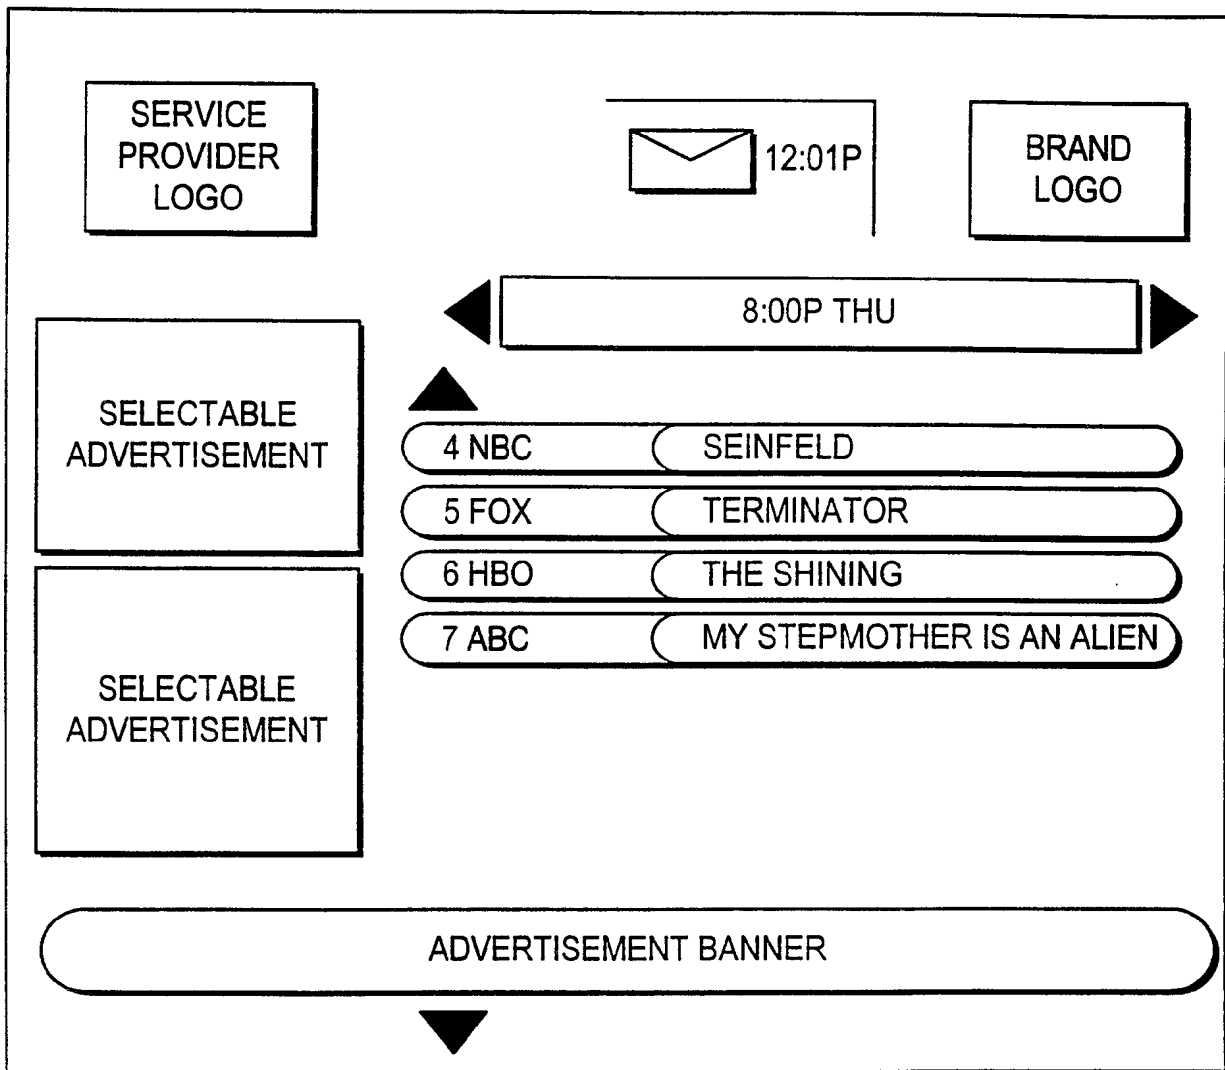 SERVICE
PROVIDER
LOGO
12:01P
BRAND
LOGO
8:00P THU
SELECTABLE
ADVERTISEMENT
4 NBC SEINFELD
5 FOX TERMINATOR
6 HBO THE SHINING
7 ABC MY STEPMOTHER IS AN ALIEN
SELECTABLE
ADVERTISEMENT
ADVERTISEMENT BANNER